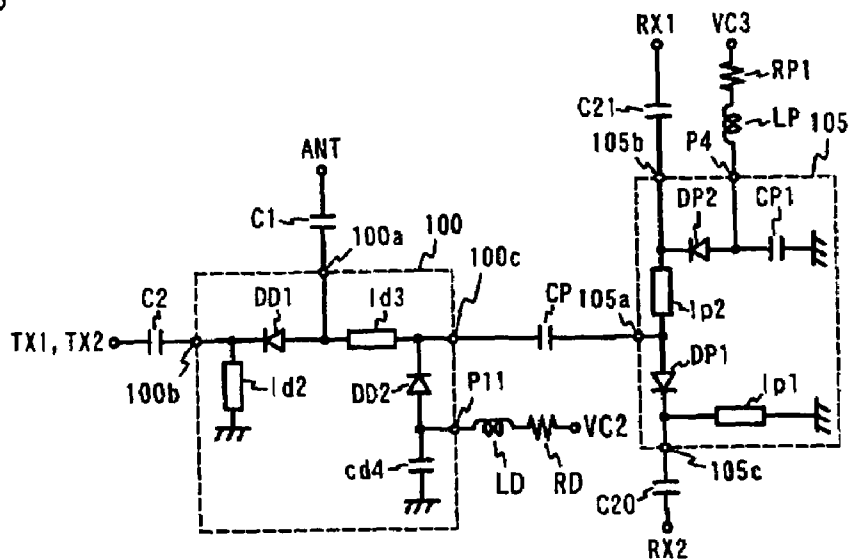 RX1 VC3
RP1
C21
LP 105
ANT
105b P4
DP2 CP1
C1 100a 100
100c
C2 DD1 ld3 CP 105a lp2
TX1, TX2
DP1
100b ld2 DD2 P11 lp1
VC2
cd4 LD RD 105c
C20
RX2